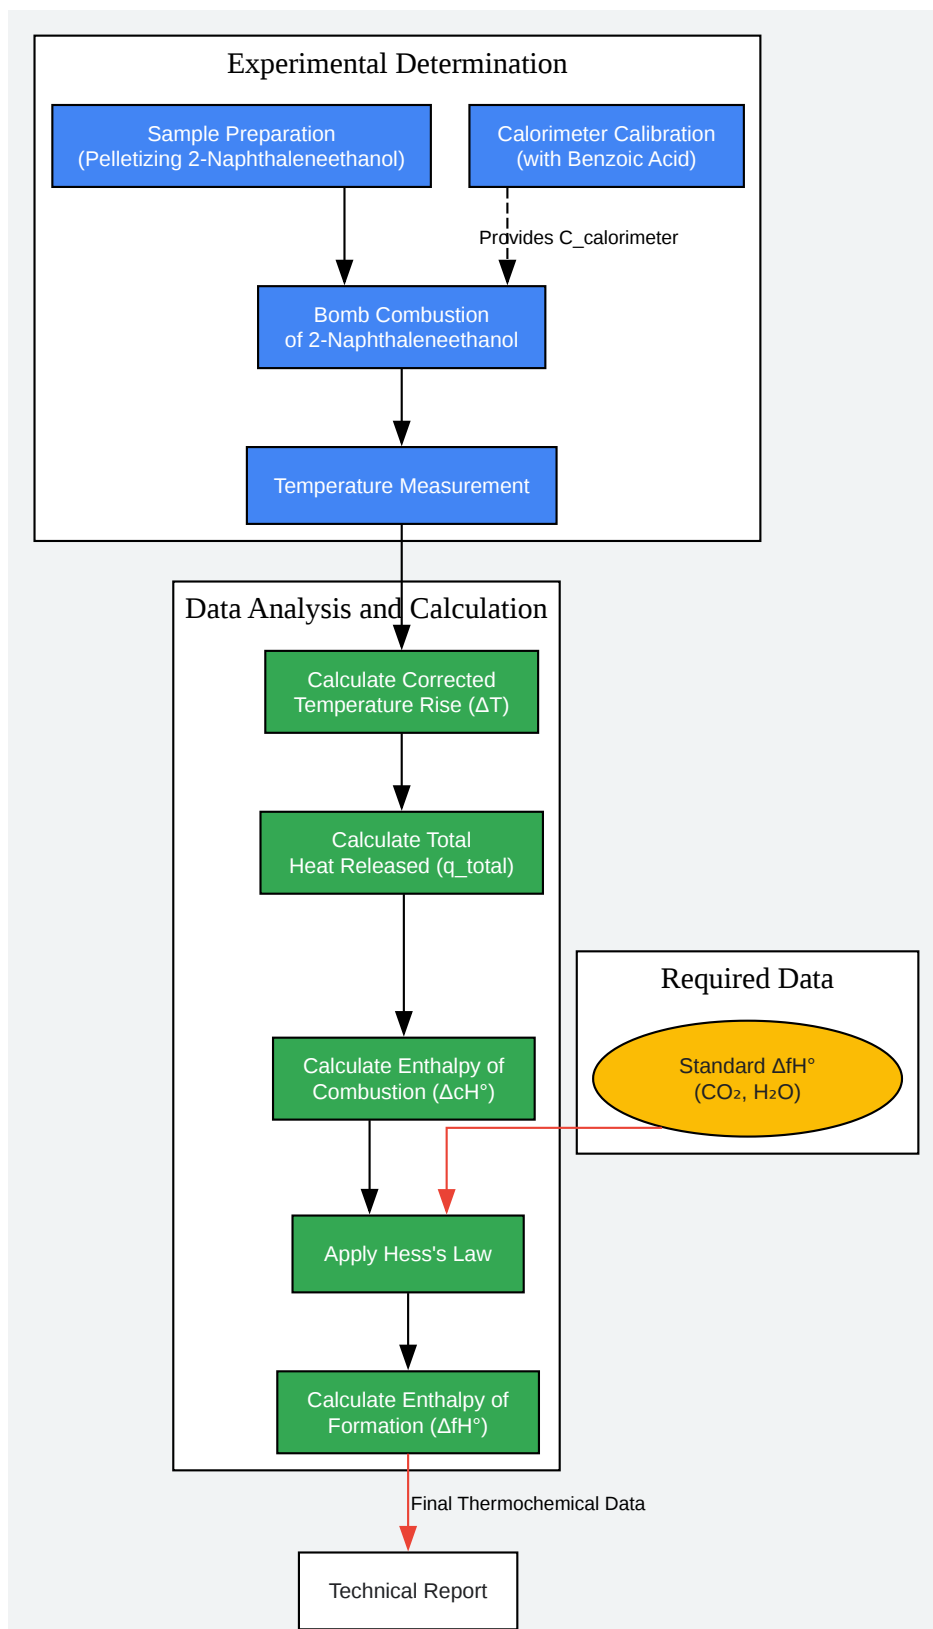 Experimental Determination
Sample Preparation
(Pelletizing 2-Naphthaleneethanol)
Calorimeter Calibration
(with Benzoic Acid)
Provides C_calorimeter
Bomb Combustion
of 2-Naphthaleneethanol
Temperature Measurement
Data Analysis and Calculation
Calculate Corrected
Temperature Rise (ΔT)
Calculate Total
Heat Released (q_total)
Required Data
Standard ΔfH°
(CO₂, H₂O)
Calculate Enthalpy of
Combustion (ΔcH°)
Apply Hess's Law
Calculate Enthalpy of
Formation (ΔfH°)
Final Thermochemical Data
Technical Report